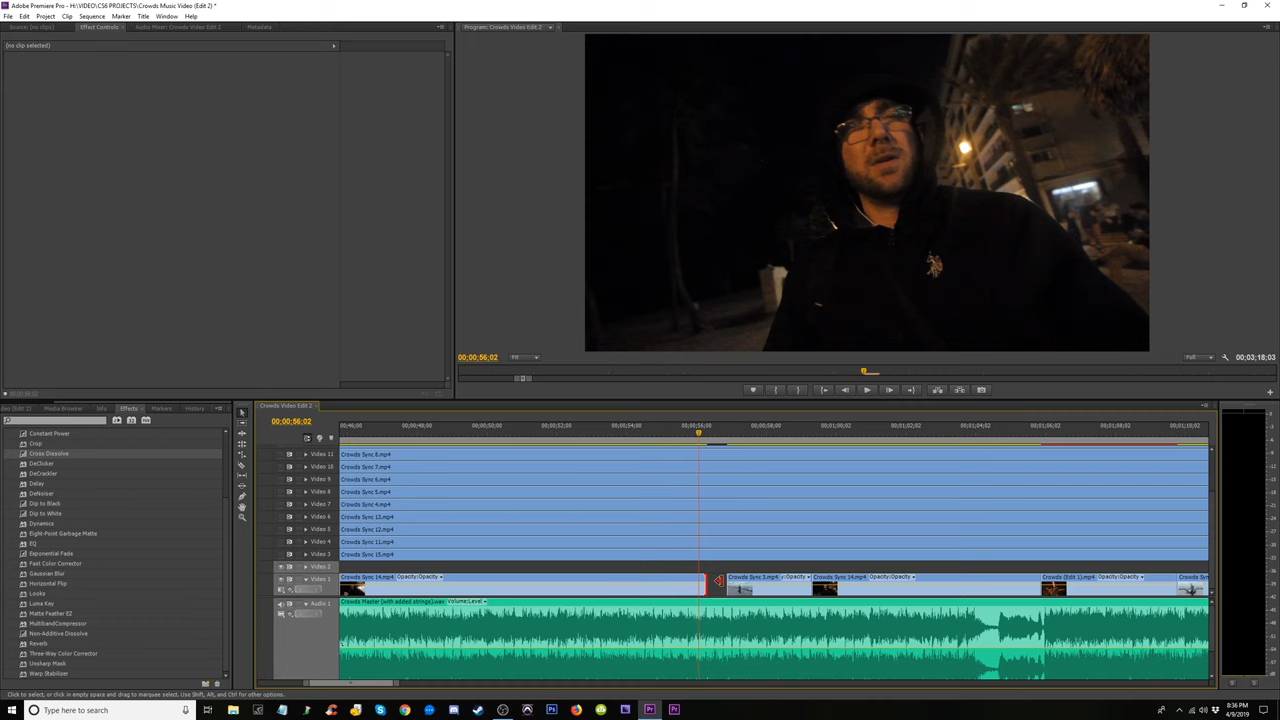 Adobe Premiere Pro - H:\VIDEO\CS6 PROJECTS\Crowds Music Video (Edit 2) *
File Edit Project Clip Sequence Marker Title Window Help
Source: (no clips) Effect Controls Audio Mixer: Crowds Video Edit 2 Metadata
Program: Crowds Video Edit 2
(no clip selected)
00;00;56;02 Fit Full 00;03;18;03
00;00;56;02
(Edit 2) Media Browser Info Effects Markers History
Crowds Video Edit 2
00;00;56;02
00;00;48;00 00;00;50;00 00;00;52;00 00;00;54;00 00;00;56;00 00;00;58;00 00;01;00;02 00;01;02;02 00;01;04;02 00;01;06;02 00;01;08;02 00;01;10;02
Constant Power
Crop
Cross Dissolve
DeClicker
DeCrackler
Delay
DeNoiser
Dip to Black
Dip to White
Dynamics
Eight-Point Garbage Matte
EQ
Exponential Fade
Fast Color Corrector
Gaussian Blur
Horizontal Flip
Looks
Luma Key
MultibandCompressor
Non-Additive Dissolve
Reverb
Three-Way Color Corrector
Unsharp Mask
Warp Stabilizer
Video 11 Crowds Sync 8.mp4
Video 10 Crowds Sync 7.mp4
Video 9 Crowds Sync 6.mp4
Video 8 Crowds Sync 5.mp4
Video 7 Crowds Sync 4.mp4
Video 6 Crowds Sync 13.mp4
Video 5 Crowds Sync 12.mp4
Video 4 Crowds Sync 11.mp4
Video 3 Crowds Sync 15.mp4
Video 2
Video 1 Crowds Sync 14.mp4 Opacity:Opacity Crowds Sync 3.mp4 y:Opacity Crowds Sync 14.mp4 Opacity:Opacity Crowds (Edit 1).mp4 Opacity:Opacity Crowds Syn
Audio 1 Crowds Master (with added strings).wav Volume:Level
Click to select, or click in empty space and drag to marquee select. Use Shift, Alt, and Ctrl for other options.
Type here to search
8:36 PM
4/9/2019